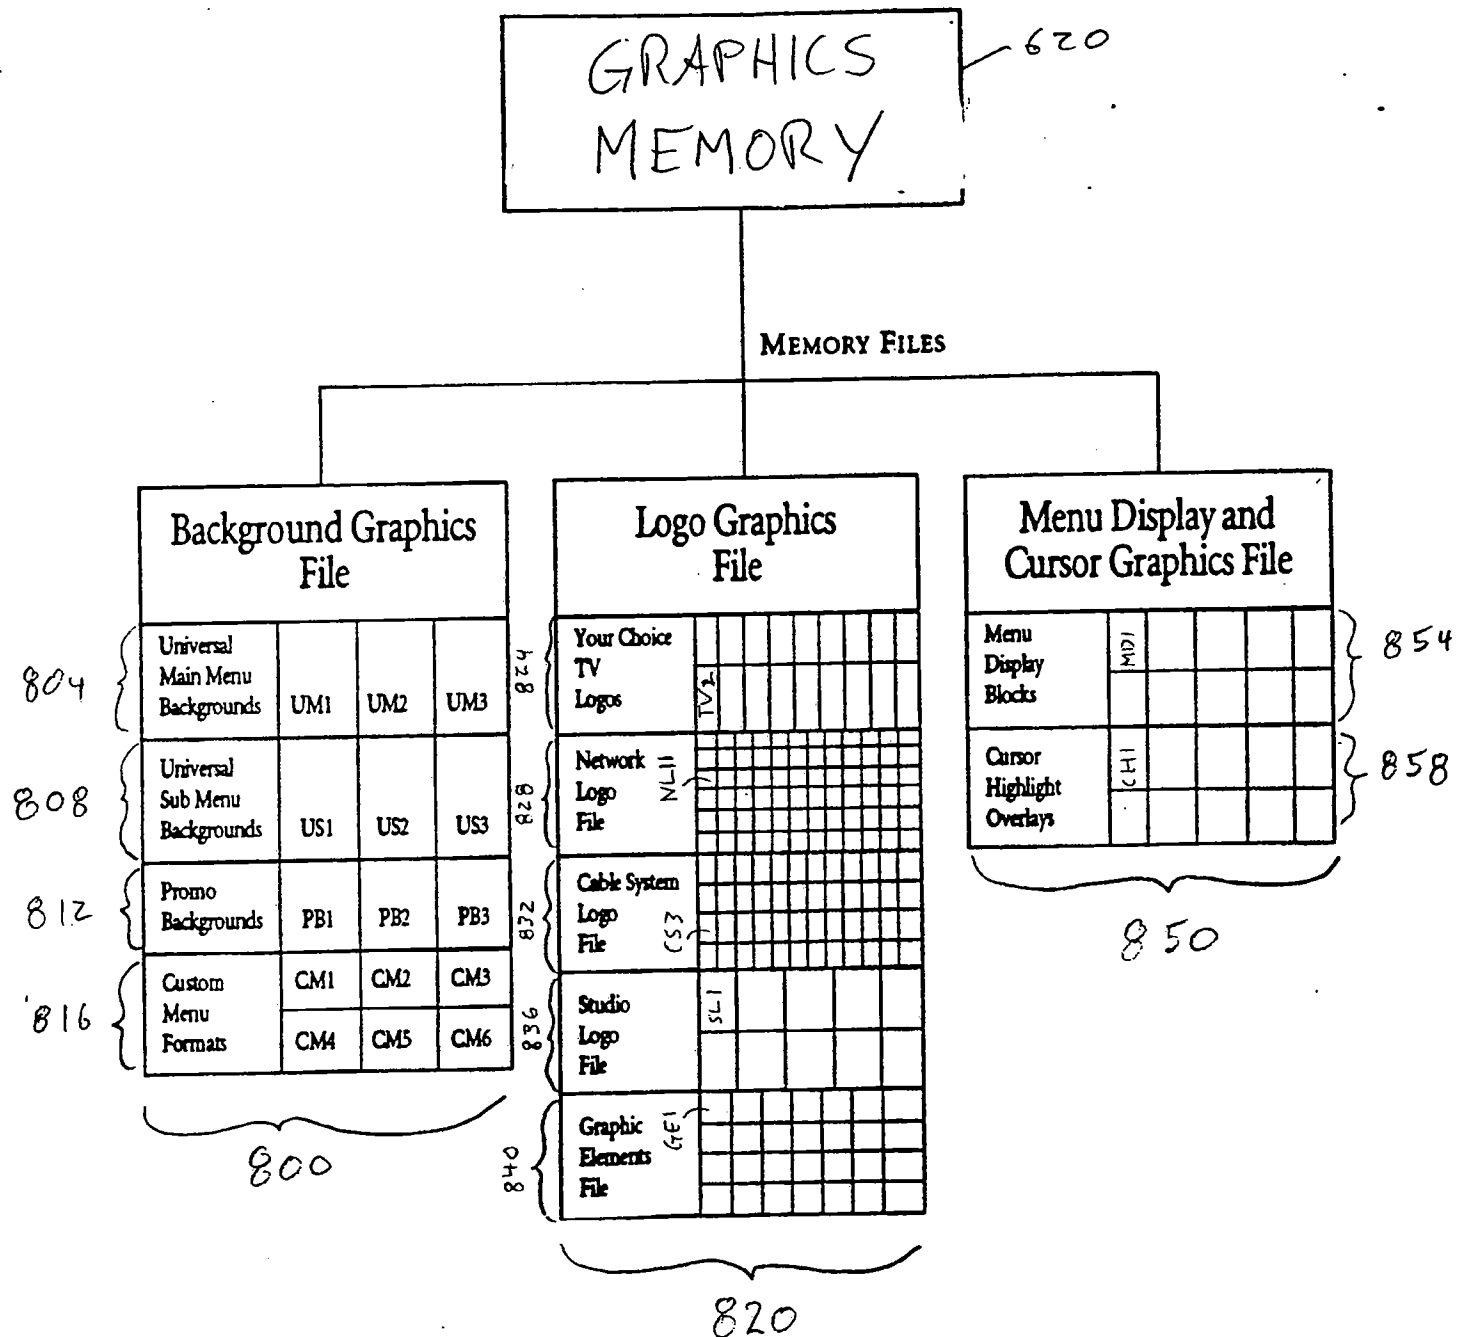 GRAPHICS
MEMORY
620
MEMORY FILES
Background Graphics
File
804
Universal
Main Menu
Backgrounds
UM1 UM2 UM3
808
Universal
Sub Menu
Backgrounds
US1 US2 US3
812
Promo
Backgrounds
PB1 PB2 PB3
816
Custom
Menu
Formats
CM1 CM2 CM3
CM4 CM5 CM6
800
Logo Graphics
File
824
Your Choice
TV
Logos
TV2
828
Network
Logo
File
NL11
832
Cable System
Logo
File
CS3
836
Studio
Logo
File
SL1
840
Graphic
Elements
File
GE1
820
Menu Display and
Cursor Graphics File
Menu
Display
Blocks
MD1
854
Cursor
Highlight
Overlays
CH1
858
850